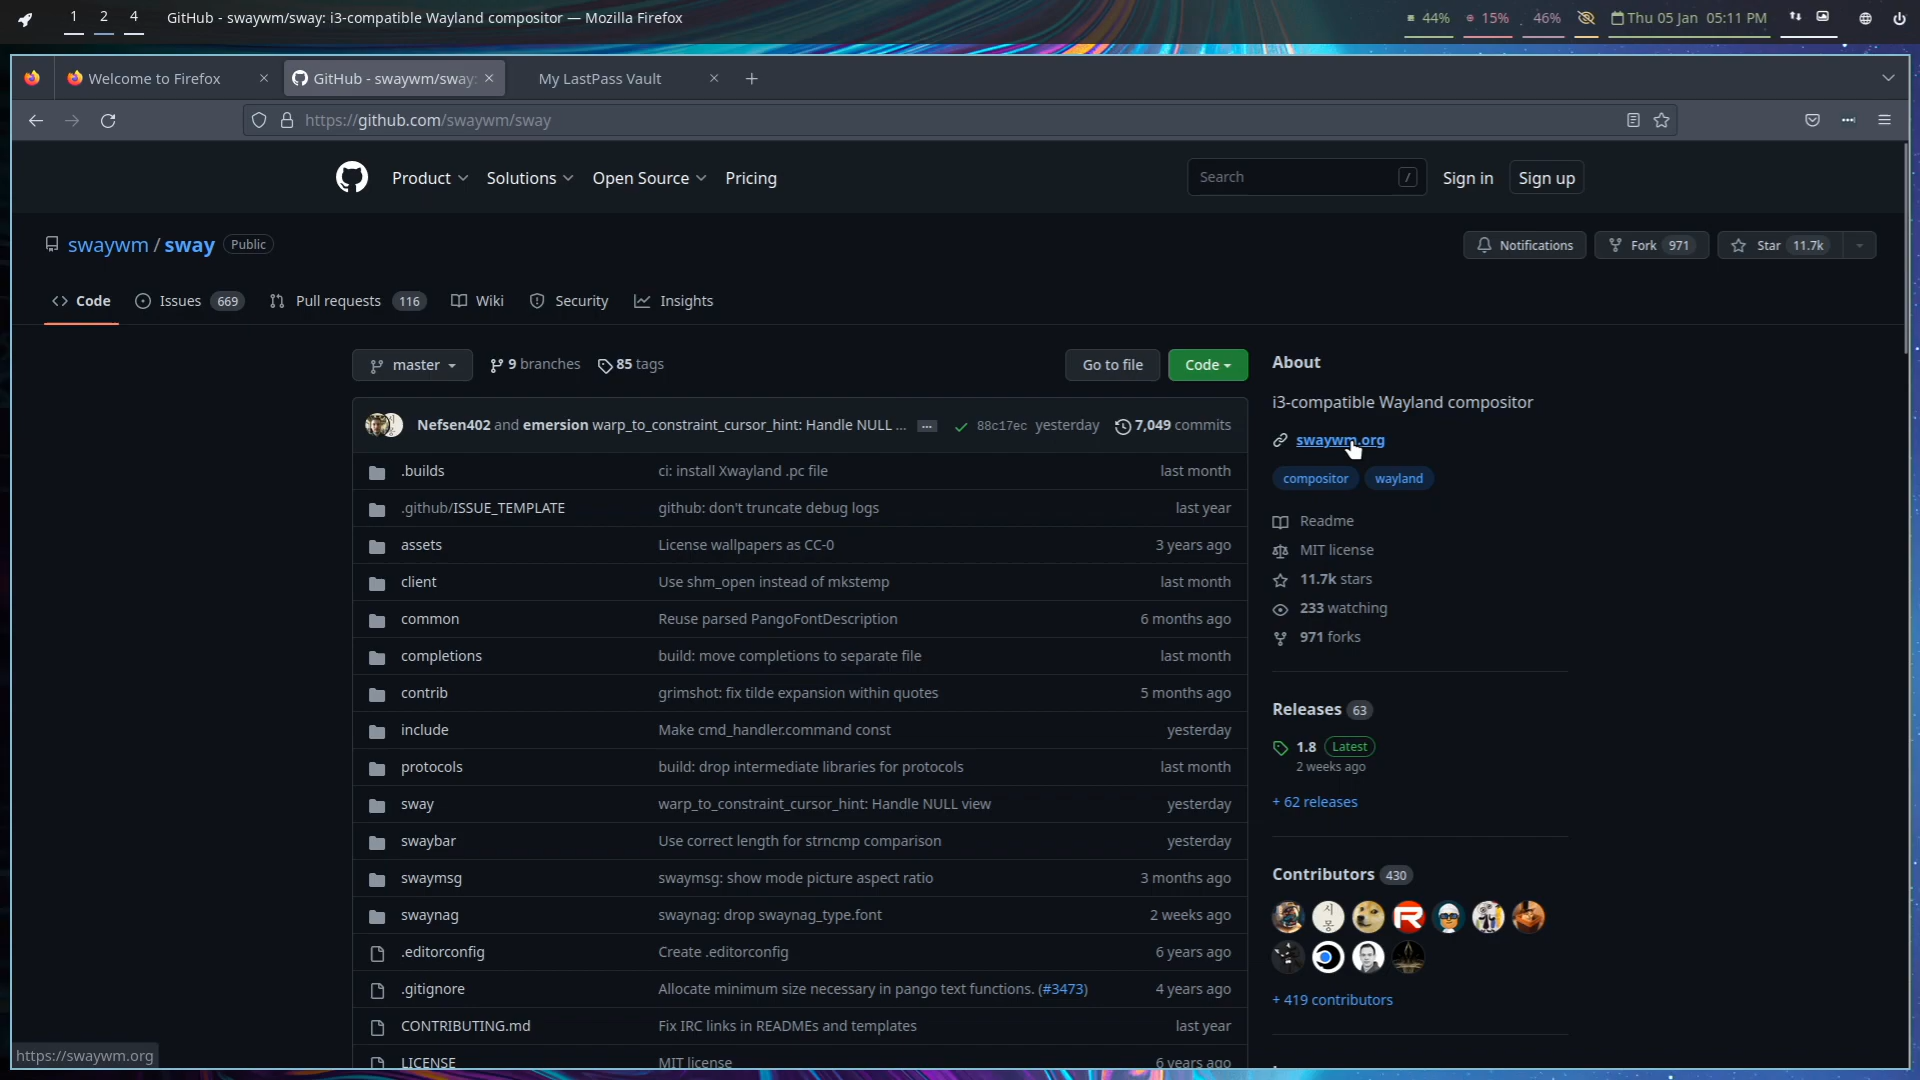 1 2 4 GitHub - swaywm/sway: i3-compatible Wayland compositor — Mozilla Firefox 44% 15% 46% Thu 05 Jan 05:11 PM
Welcome to Firefox GitHub - swaywm/sway: My LastPass Vault
https://github.com/swaywm/sway
Product Solutions Open Source Pricing Search / Sign in Sign up
swaywm / sway Public Notifications Fork 971 Star 11.7k
Code Issues 669 Pull requests 116 Wiki Security Insights
master 9 branches 85 tags Go to file Code
Nefsen402 and emersion warp_to_constraint_cursor_hint: Handle NULL ... ... 88c17ec yesterday 7,049 commits
.builds ci: install Xwayland .pc file last month
.github/ISSUE_TEMPLATE github: don't truncate debug logs last year
assets License wallpapers as CC-0 3 years ago
client Use shm_open instead of mkstemp last month
common Reuse parsed PangoFontDescription 6 months ago
completions build: move completions to separate file last month
contrib grimshot: fix tilde expansion within quotes 5 months ago
include Make cmd_handler.command const yesterday
protocols build: drop intermediate libraries for protocols last month
sway warp_to_constraint_cursor_hint: Handle NULL view yesterday
swaybar Use correct length for strncmp comparison yesterday
swaymsg swaymsg: show mode picture aspect ratio 3 months ago
swaynag swaynag: drop swaynag_type.font 2 weeks ago
.editorconfig Create .editorconfig 6 years ago
.gitignore Allocate minimum size necessary in pango text functions. (#3473) 4 years ago
CONTRIBUTING.md Fix IRC links in READMEs and templates last year
LICENSE MIT license 6 years ago
About
i3-compatible Wayland compositor
swaywm.org
compositor wayland
Readme
MIT license
11.7k stars
233 watching
971 forks
Releases 63
1.8 Latest
2 weeks ago
+ 62 releases
Contributors 430
+ 419 contributors
https://swaywm.org